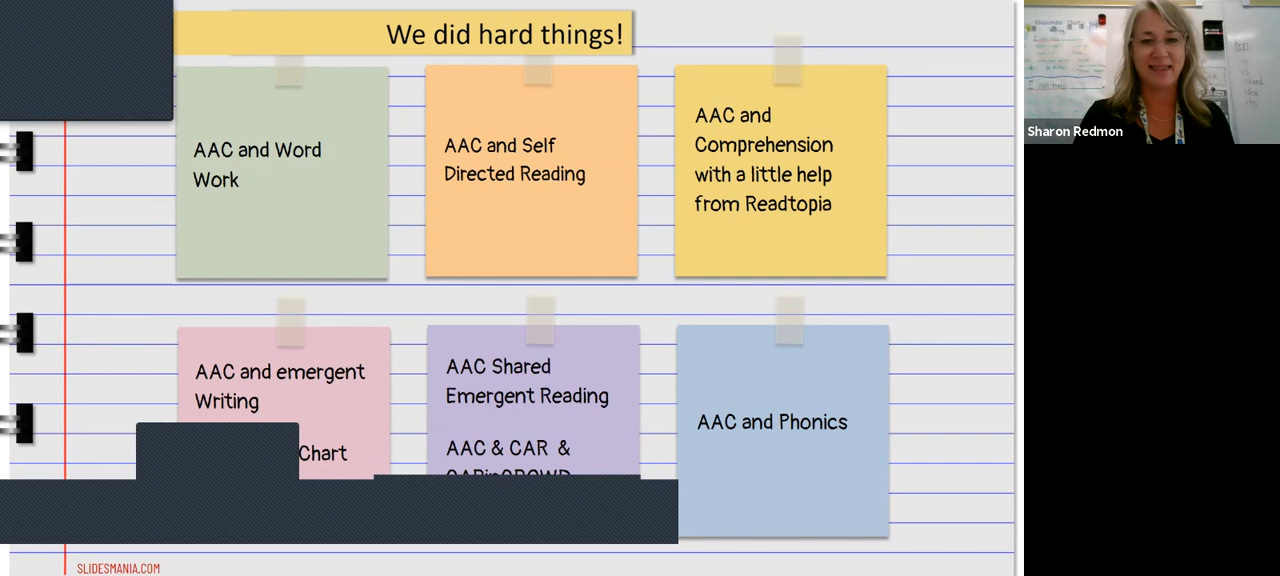 We did hard things!
AAC and Word
Work
AAC and Self
Directed Reading
AAC and
Comprehension
with a little help
from Readtopia
AAC and emergent
Writing
Chart
AAC Shared
Emergent Reading
AAC & CAR &
AAC and Phonics
SLIDESMANIA.COM
Sharon Redmon